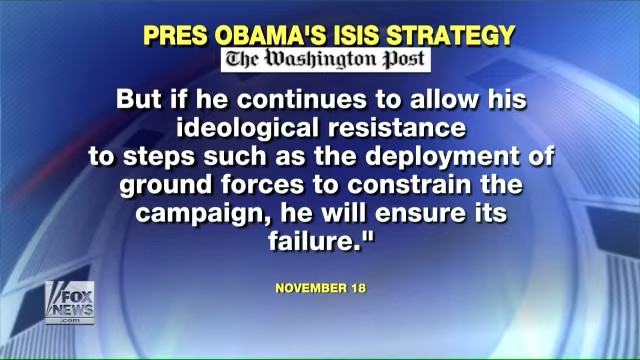 PRES OBAMA'S ISIS STRATEGY
The Washington Post
But if he continues to allow his
ideological resistance
to steps such as the deployment of
ground forces to constrain the
campaign, he will ensure its
failure."
NOVEMBER 18
FOX
NEWS
.com